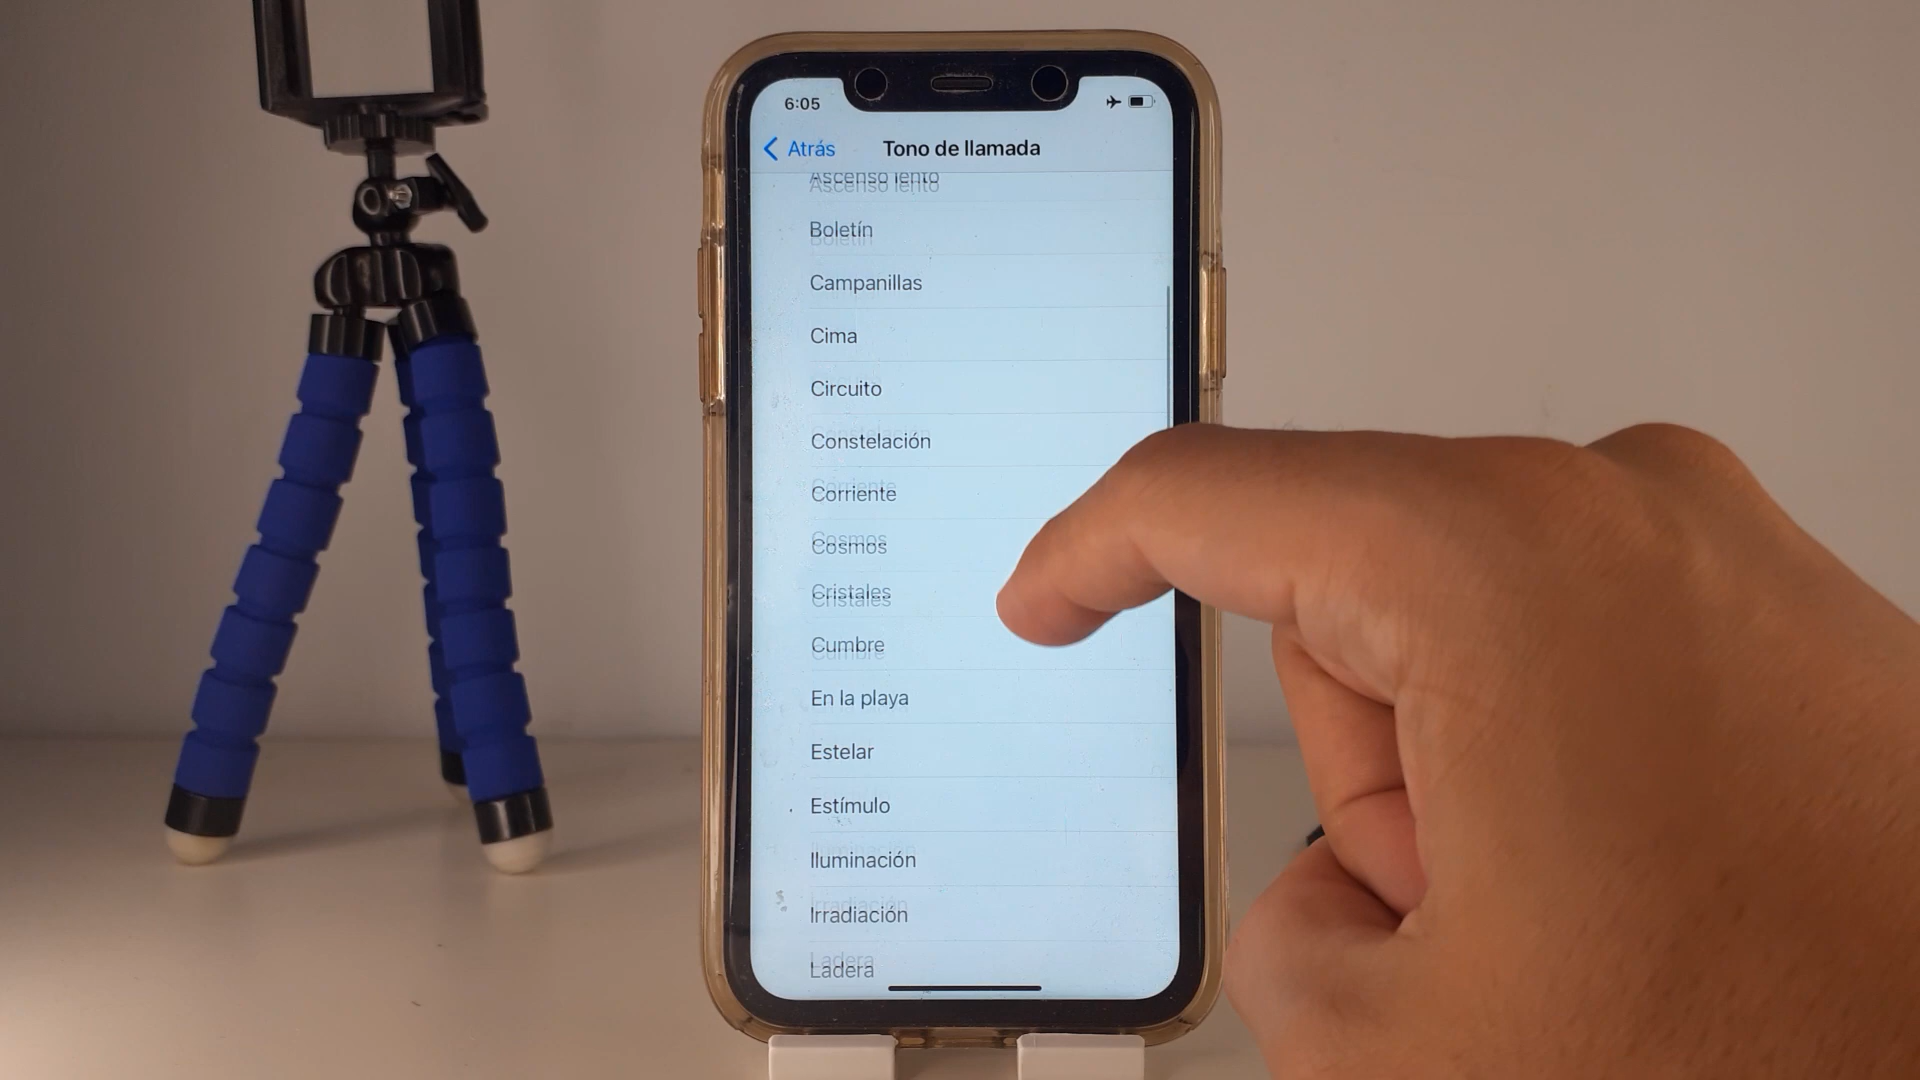 6:05
Atrás
Tono de llamada
Ascenso lento
Boletín
Campanillas
Cima
Circuito
Constelación
Corriente
Cosmos
Cristales
Cumbre
En la playa
Estelar
Estímulo
Iluminación
Irradiación
Ladera